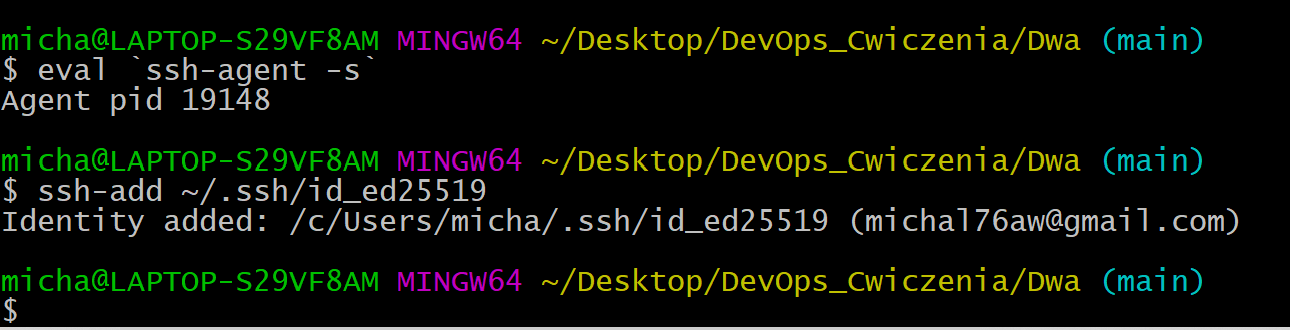 micha@LAPTOP-S29VF8AM MINGW64 ~/Desktop/DevOps_Cwiczenia/Dwa (main)
$ eval `ssh-agent -s`
Agent pid 19148
micha@LAPTOP-S29VF8AM MINGW64 ~/Desktop/DevOps_Cwiczenia/Dwa (main)
$ ssh-add ~/.ssh/id_ed25519
Identity added: /c/Users/micha/.ssh/id_ed25519 (michal76aw@gmail.com)
micha@LAPTOP-S29VF8AM MINGW64 ~/Desktop/DevOps_Cwiczenia/Dwa (main)
$